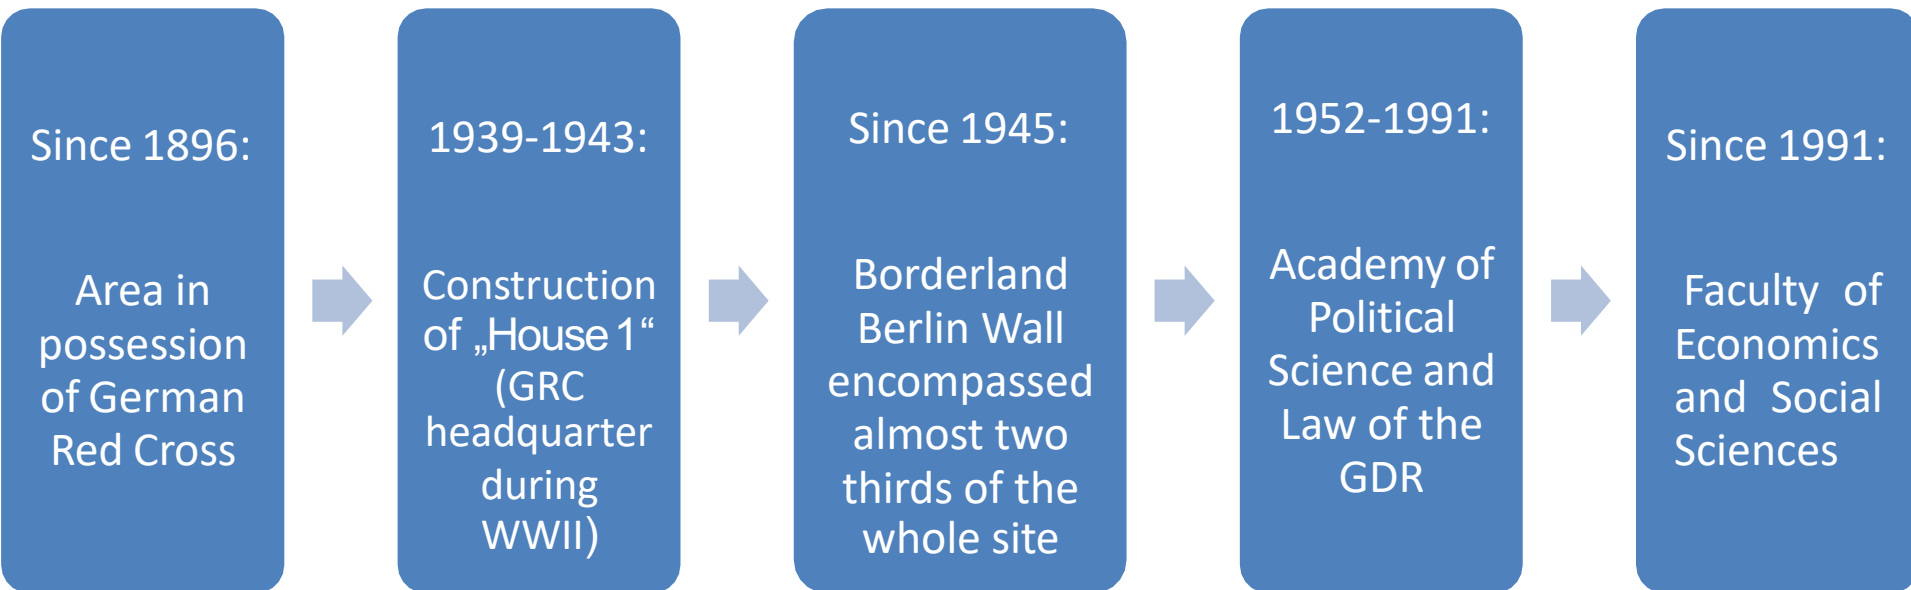 Since 1896:
Area in
possession
of German
Red Cross
1939-1943:
Construction
of „House 1“
(GRC
headquarter
during
WWII)
Since 1945:
Borderland
Berlin Wall
encompassed
almost two
thirds of the
whole site
1952-1991:
Academy of
Political
Science and
Law of the
GDR
Since 1991:
Faculty of
Economics
and Social
Sciences